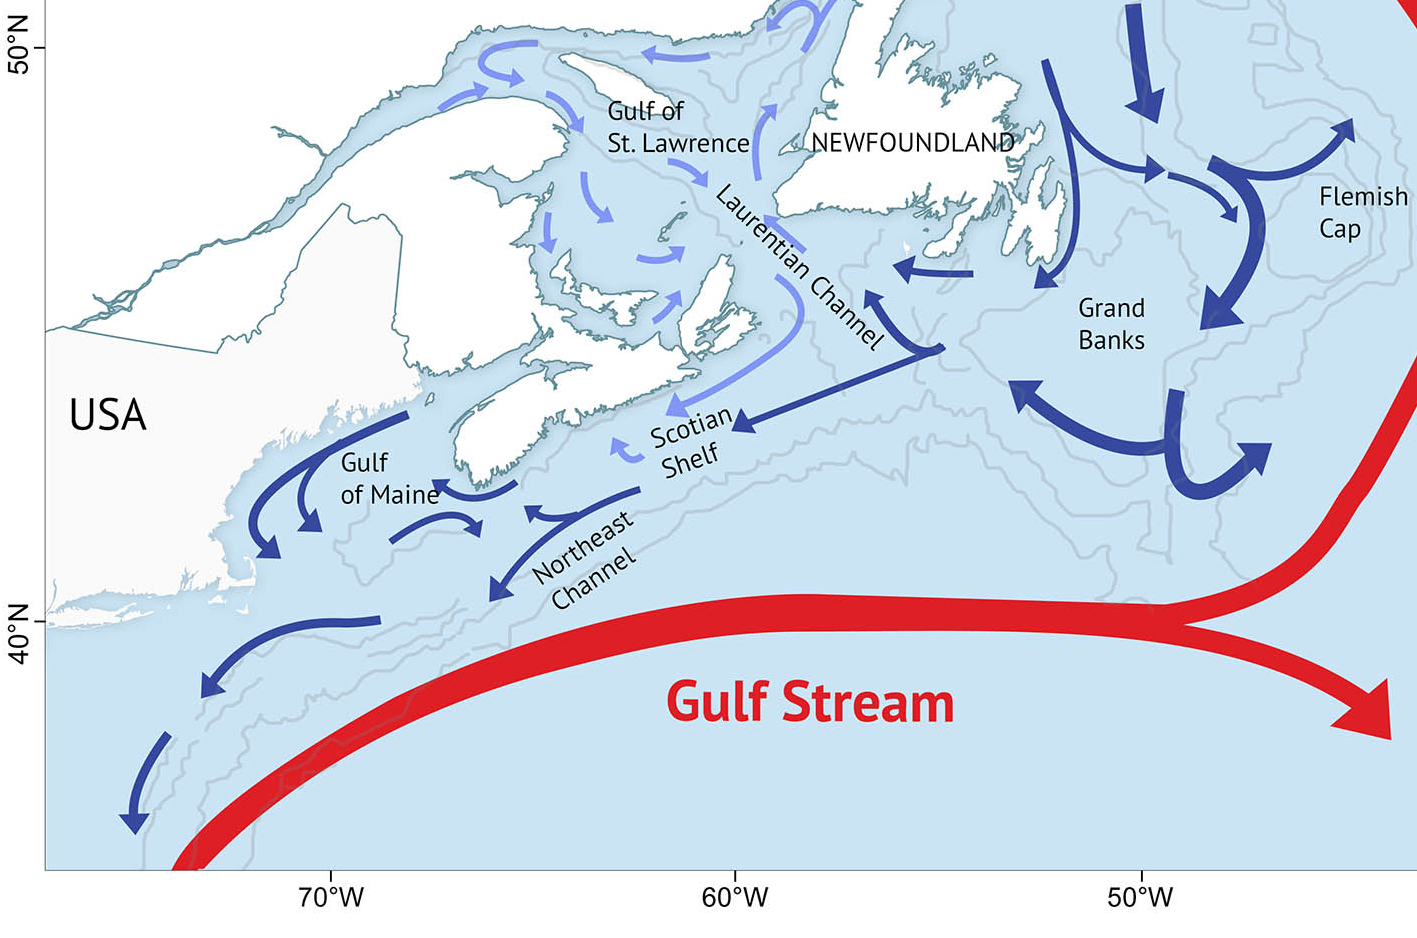 50°N
Gulf of
St. Lawrence
NEWFOUNDLAND
Flemish
Cap
Laurentian Channel
Grand
Banks
USA
Scotian
Shelf
Gulf
of Maine
Northeast
Channel
40°N
Gulf Stream
70°W
60°W
50°W